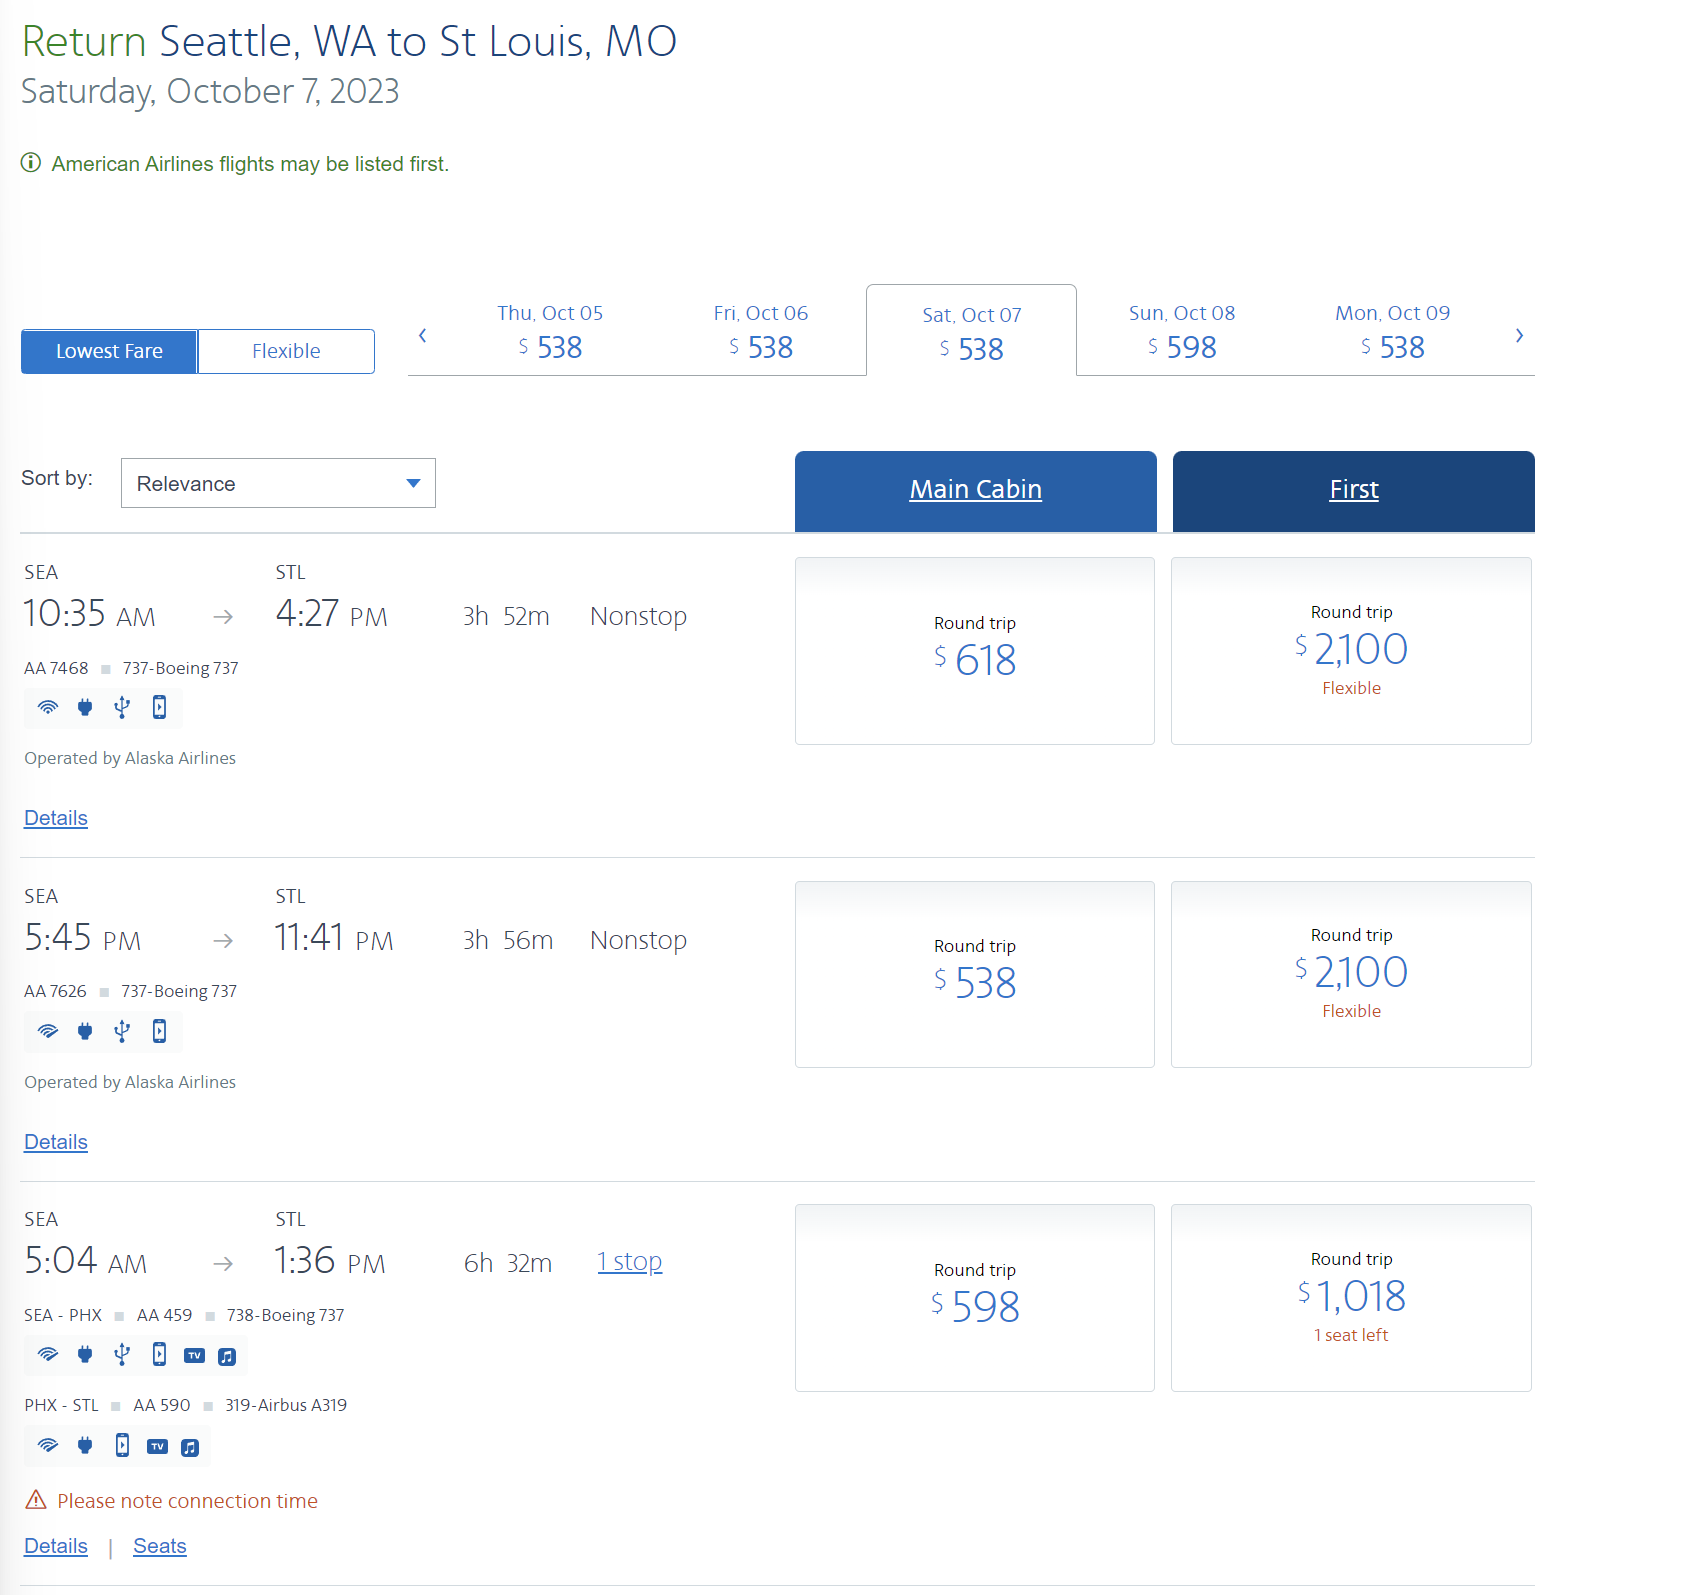 Return Seattle, WA to St Louis, MO
Saturday, October 7, 2023
American Airlines flights may be listed first.
Lowest Fare
Flexible
Thu, Oct 05
$ 538
Fri, Oct 06
$ 538
Sat, Oct 07
$ 538
Sun, Oct 08
$ 598
Mon, Oct 09
$ 538
Sort by:
Relevance
Main Cabin
First
SEA
STL
10:35 AM
4:27 PM
3h 52m
Nonstop
Round trip
$ 618
Round trip
$ 2,100
Flexible
AA 7468 737-Boeing 737
Operated by Alaska Airlines
Details
SEA
STL
5:45 PM
11:41 PM
3h 56m
Nonstop
Round trip
$ 538
Round trip
$ 2,100
Flexible
AA 7626 737-Boeing 737
Operated by Alaska Airlines
Details
SEA
STL
5:04 AM
1:36 PM
6h 32m
1 stop
Round trip
$ 598
Round trip
$ 1,018
1 seat left
SEA - PHX AA 459 738-Boeing 737
TV
PHX - STL AA 590 319-Airbus A319
TV
Please note connection time
Details | Seats